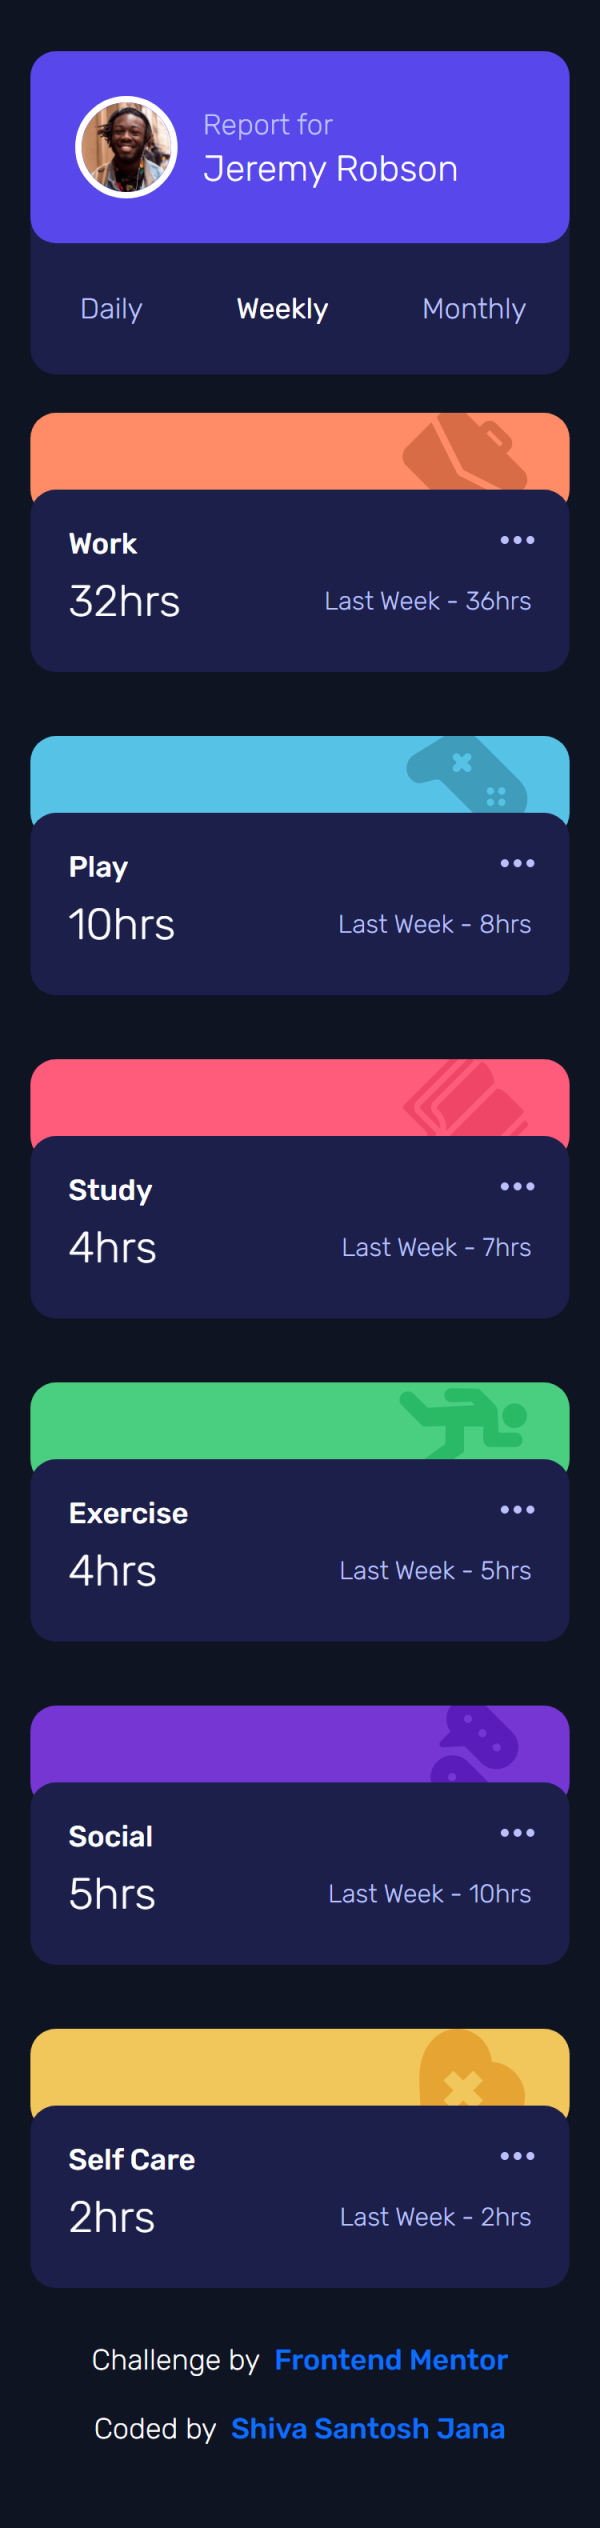 Report for
Jeremy Robson
Daily Weekly Monthly
Work
32hrs Last Week - 36hrs
Play
10hrs Last Week - 8hrs
Study
4hrs Last Week - 7hrs
Exercise
4hrs Last Week - 5hrs
Social
5hrs Last Week - 10hrs
Self Care
2hrs Last Week - 2hrs
Challenge by Frontend Mentor
Coded by Shiva Santosh Jana